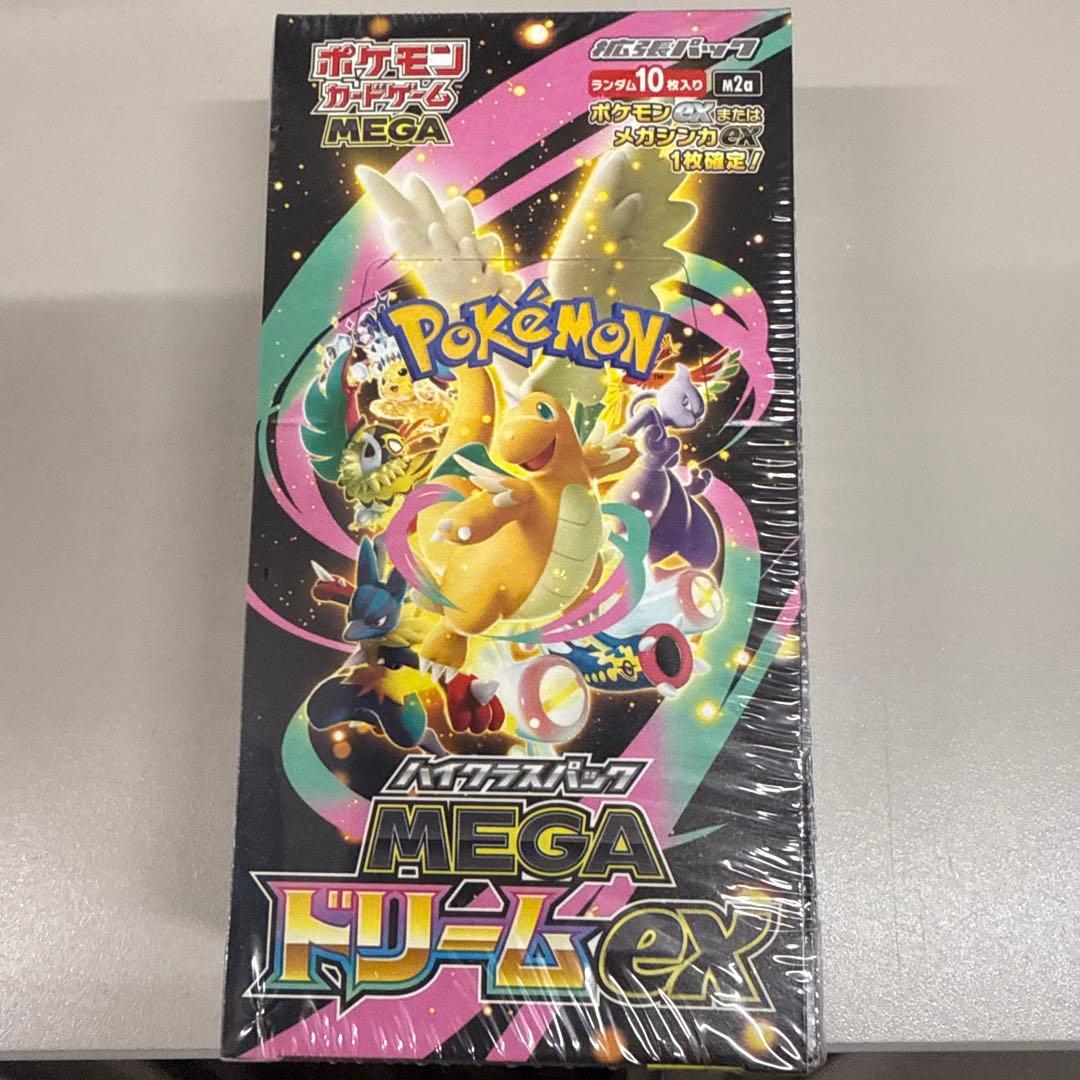 ポケモン
カードゲーム
MEGA
拡張パック
ランダム10枚入り M2a
ポケモンexまたは
メガシンカex
1枚確定!
POKéMON
TM
ハイクラスパック
MEGA
ドリームex